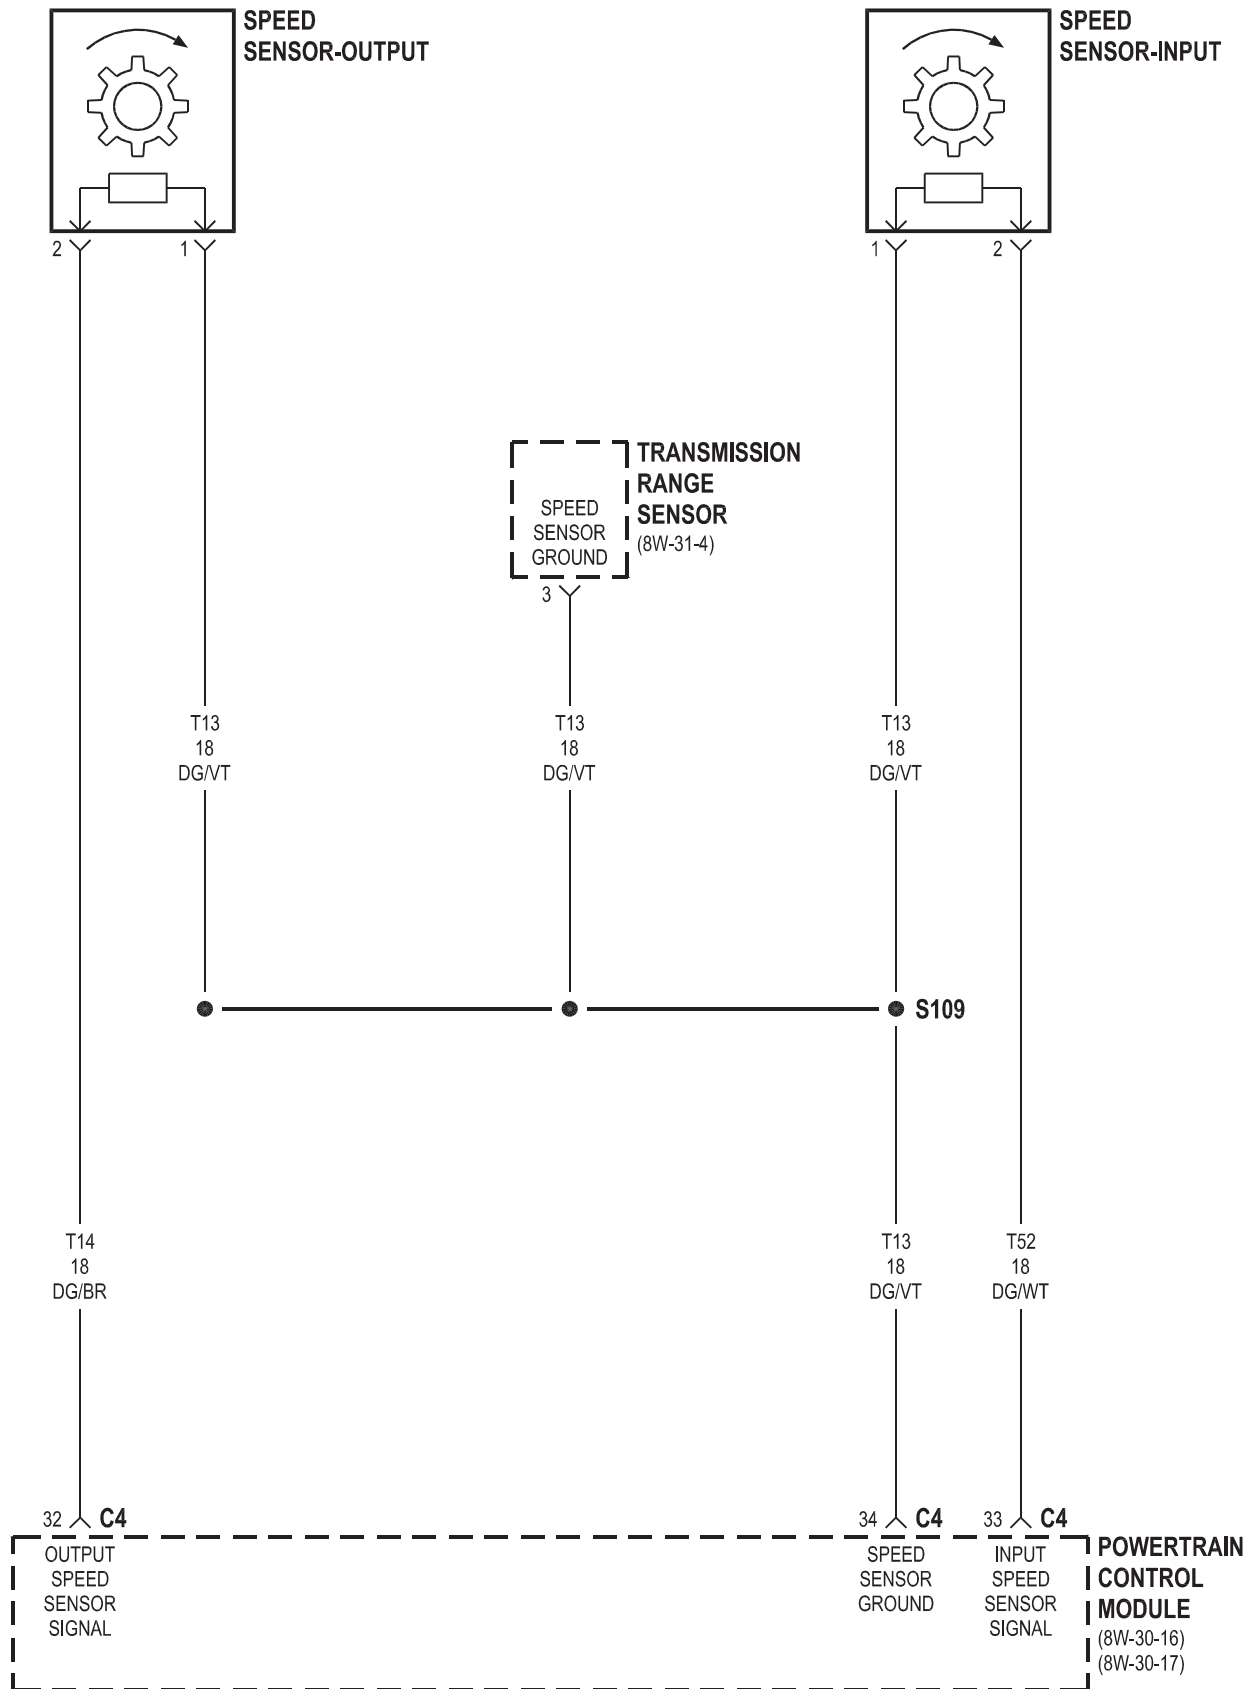 SPEED
SENSOR-OUTPUT
SPEED
SENSOR-INPUT
2
1
1
2
TRANSMISSION
RANGE
SENSOR
(8W-31-4)
SPEED
SENSOR
GROUND
3
T13
18
DG/VT
T13
18
DG/VT
T13
18
DG/VT
S109
T14
18
DG/BR
T13
18
DG/VT
T52
18
DG/WT
32
C4
34
C4
33
C4
OUTPUT
SPEED
SENSOR
SIGNAL
SPEED
SENSOR
GROUND
INPUT
SPEED
SENSOR
SIGNAL
POWERTRAIN
CONTROL
MODULE
(8W-30-16)
(8W-30-17)